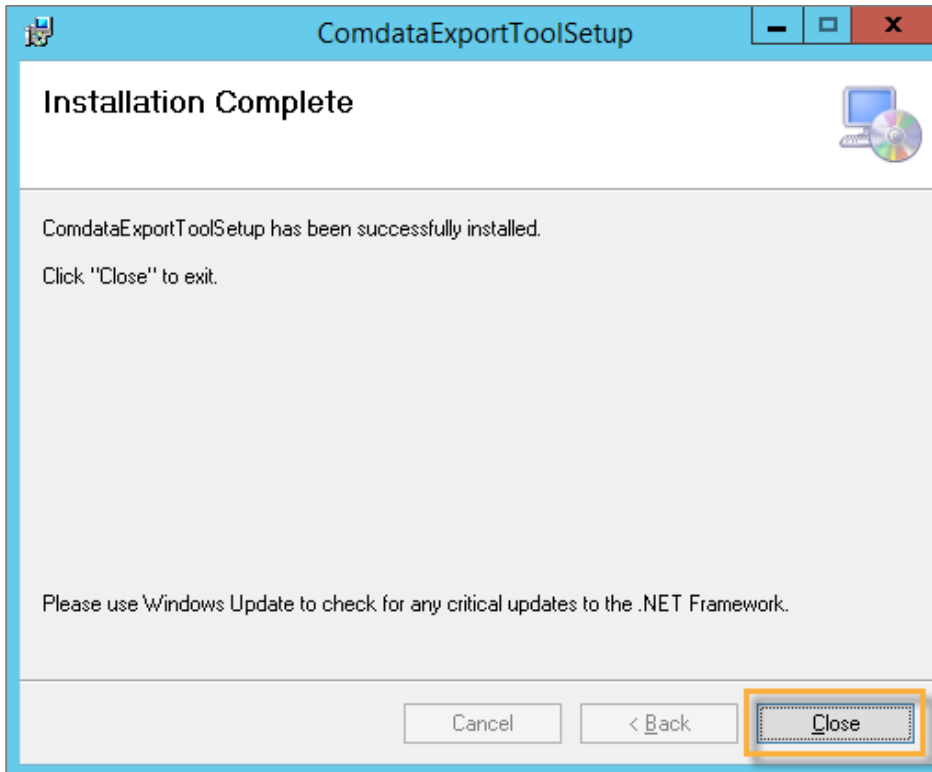 ComdataExportToolSetup
Installation Complete
ComdataExportToolSetup has been successfully installed.
Click "Close" to exit.
Please use Windows Update to check for any critical updates to the .NET Framework.
Cancel
< Back
Close